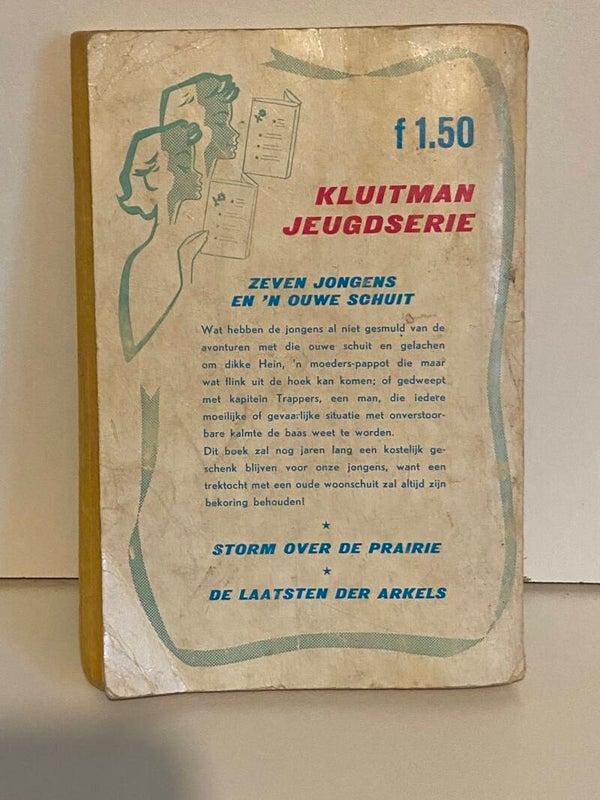 f 1.50
KLUITMAN
JEUGDSERIE
ZEVEN JONGENS
EN 'N OUWE SCHUIT
Wat hebben de jongens al niet gesmuld van de
avonturen met die ouwe schuit en gelachen
om dikke Hein, 'n moeders-pappot die maar
wat flink uit de hoek kan komen; of gedweept
met kapitein Trappers, een man, die iedere
moeilijke of gevaarlijke situatie met onverstoor-
bare kalmte de baas weet te worden.
Dit boek zal nog jaren lang een kostelijk ge-
schenk blijven voor onze jongens, want een
trektocht met een oude woonschuit zal altijd zijn
bekoring behouden!
★
STORM OVER DE PRAIRIE
★
DE LAATSTEN DER ARKELS